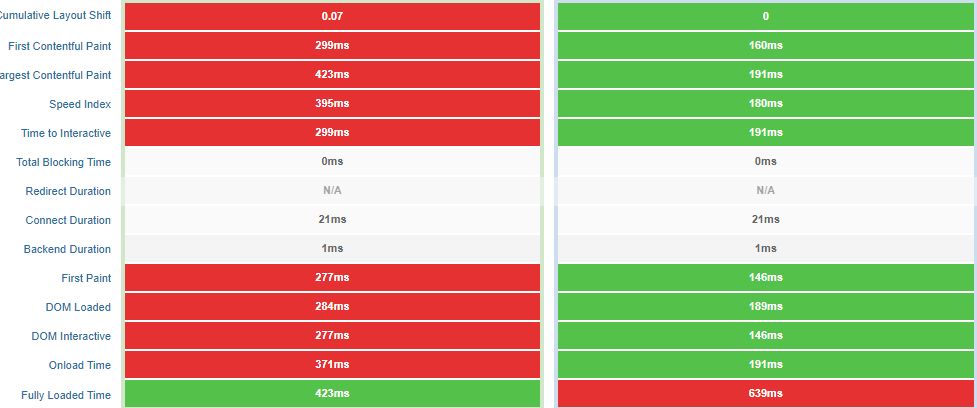 Cumulative Layout Shift 0.07 0
First Contentful Paint 299ms 160ms
argest Contentful Paint 423ms 191ms
Speed Index 395ms 180ms
Time to Interactive 299ms 191ms
Total Blocking Time 0ms 0ms
Redirect Duration N/A N/A
Connect Duration 21ms 21ms
Backend Duration 1ms 1ms
First Paint 277ms 146ms
DOM Loaded 284ms 189ms
DOM Interactive 277ms 146ms
Onload Time 371ms 191ms
Fully Loaded Time 423ms 639ms